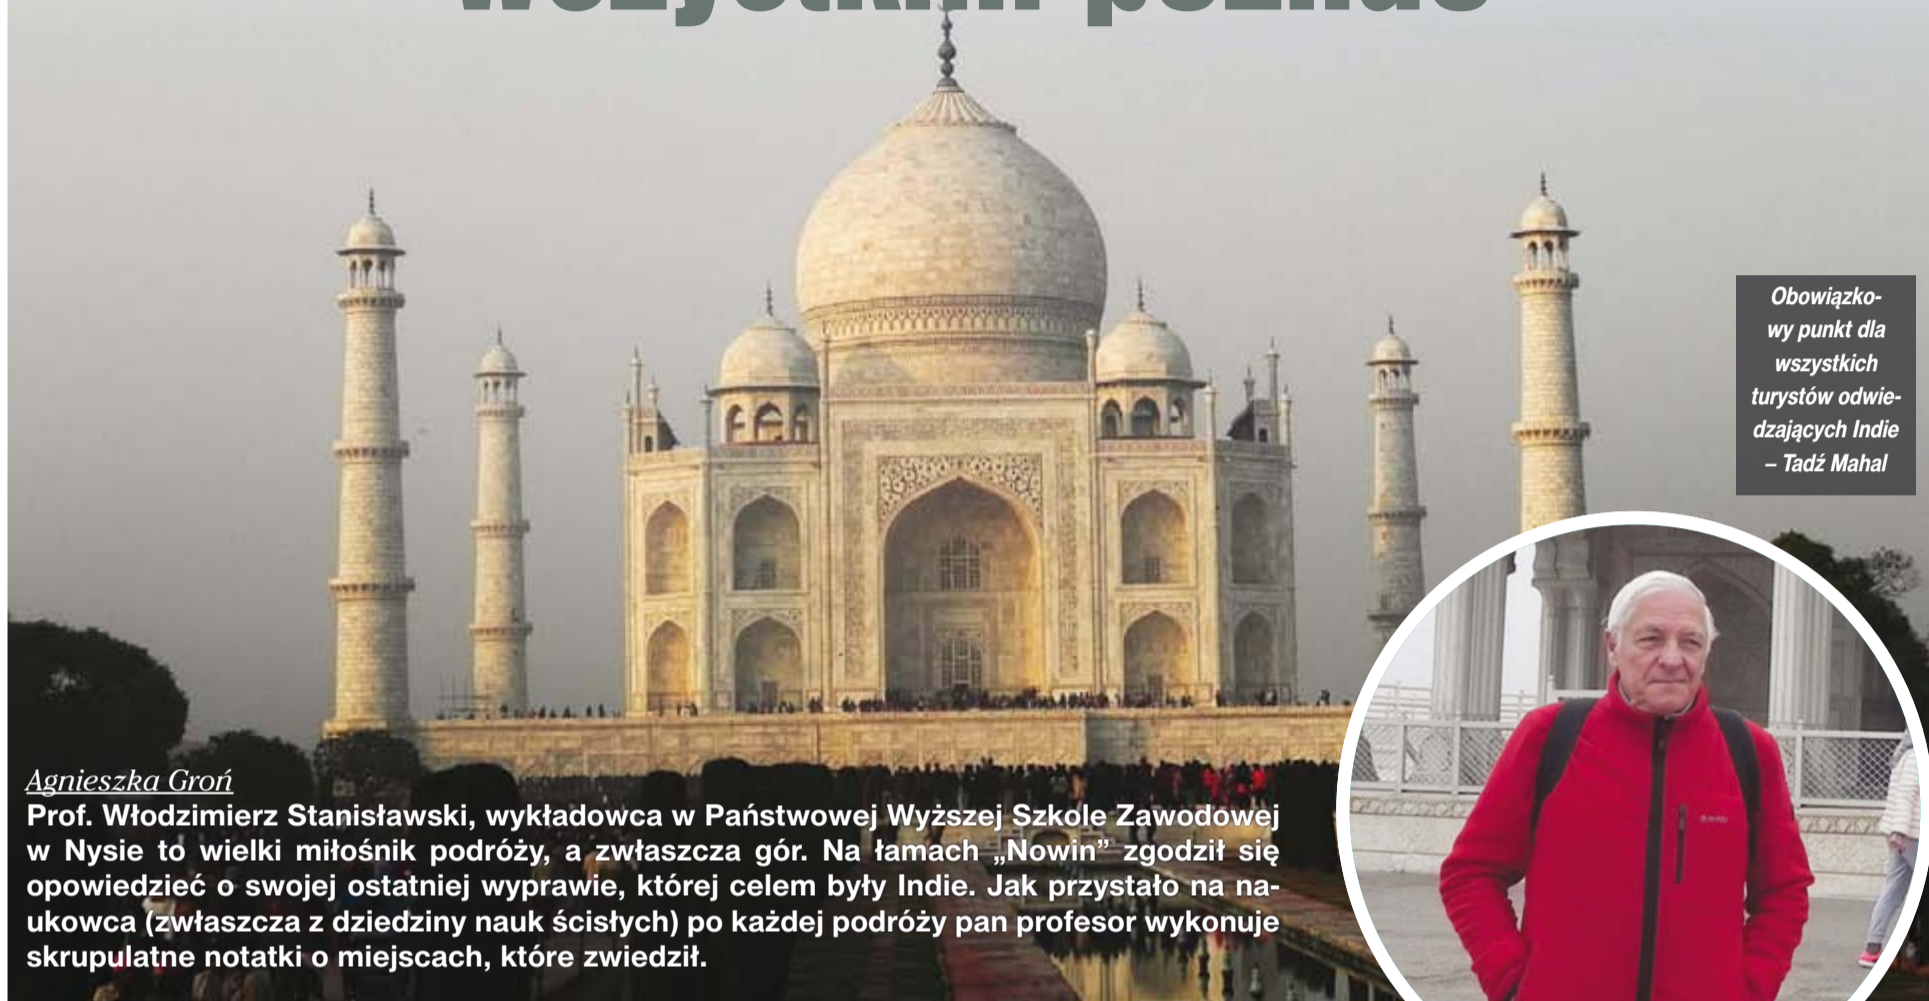 wszystkim poznać
Obowiązko-
wy punkt dla
wszystkich
turystów odwie-
dzających Indie
– Tadź Mahal
Agnieszka Groń
Prof. Włodzimierz Stanisławski, wykładowca w Państwowej Wyższej Szkole Zawodowej
w Nysie to wielki miłośnik podróży, a zwłaszcza gór. Na łamach „Nowin” zgodził się
opowiedzieć o swojej ostatniej wyprawie, której celem były Indie. Jak przystało na na-
ukowca (zwłaszcza z dziedziny nauk ścisłych) po każdej podróży pan profesor wykonuje
skrupulatne notatki o miejscach, które zwiedził.